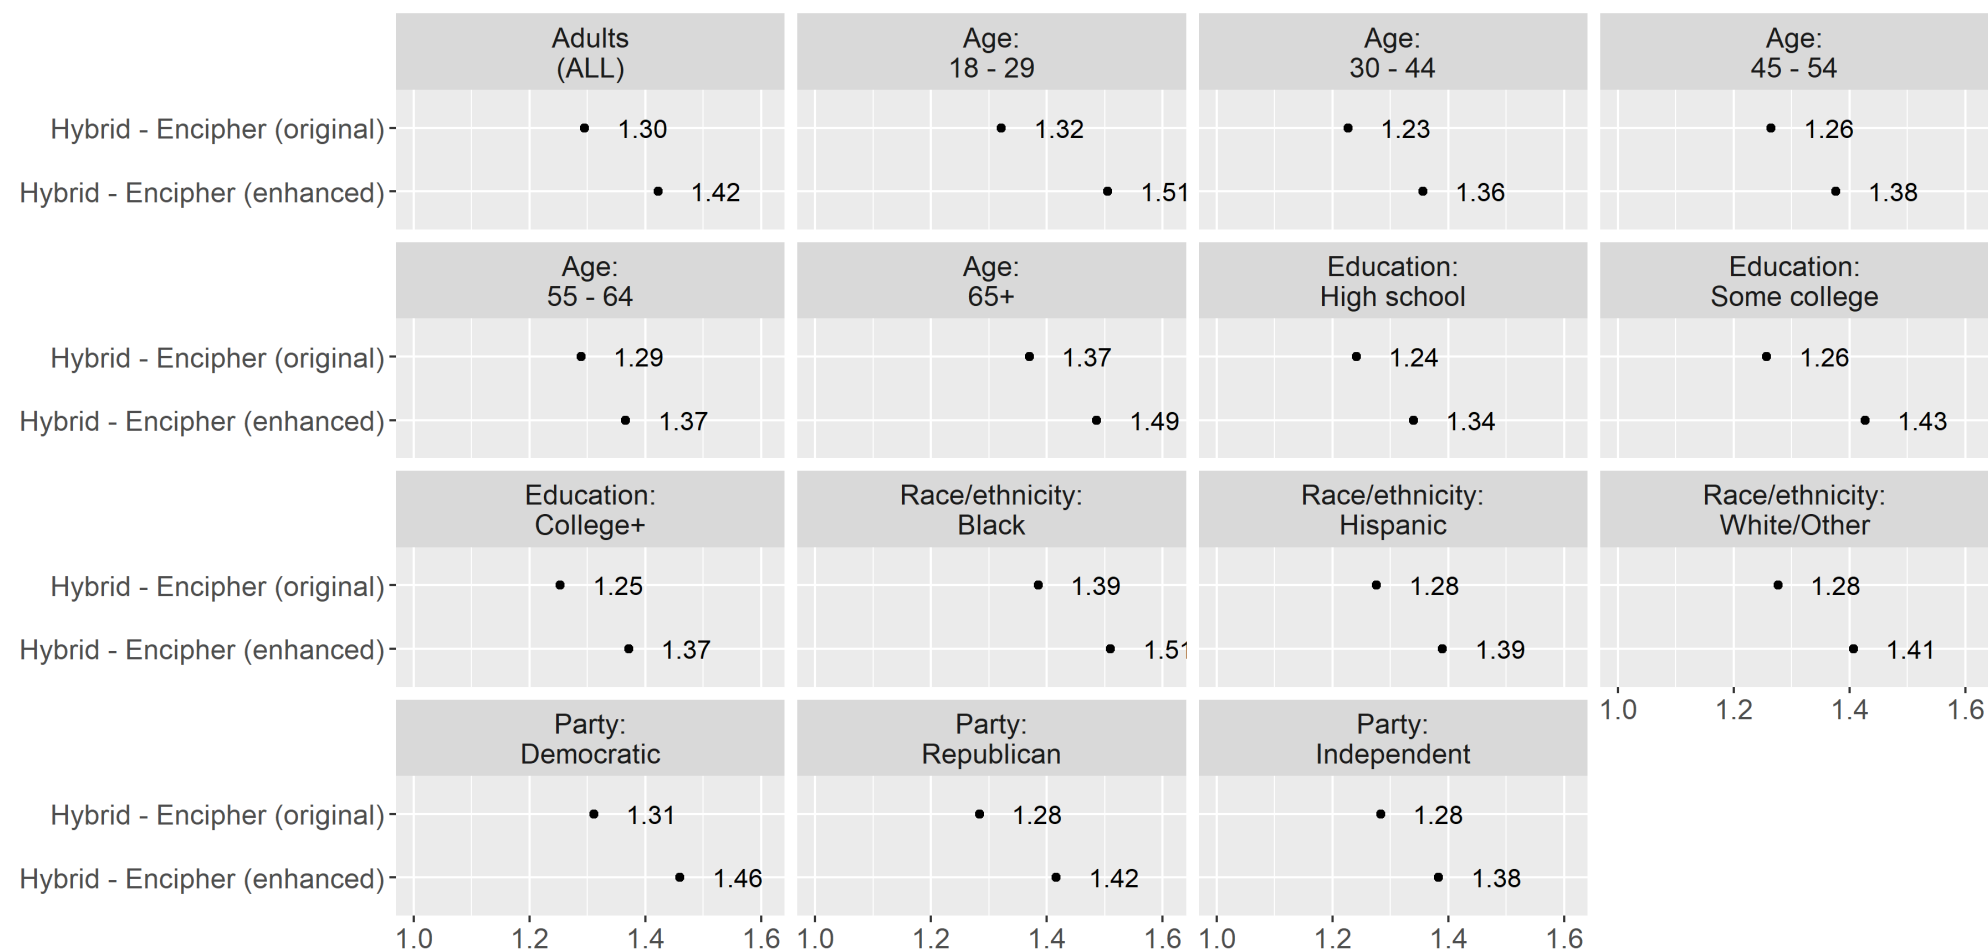 Adults
(ALL)
Age:
18 - 29
Age:
30 - 44
Age:
45 - 54
Hybrid - Encipher (original)
1.30
1.32
1.23
1.26
Hybrid - Encipher (enhanced)
1.42
1.51
1.36
1.38
Age:
55 - 64
Age:
65+
Education:
High school
Education:
Some college
Hybrid - Encipher (original)
1.29
1.37
1.24
1.26
Hybrid - Encipher (enhanced)
1.37
1.49
1.34
1.43
Education:
College+
Race/ethnicity:
Black
Race/ethnicity:
Hispanic
Race/ethnicity:
White/Other
Hybrid - Encipher (original)
1.25
1.39
1.28
1.28
Hybrid - Encipher (enhanced)
1.37
1.51
1.39
1.41
1.0 1.2 1.4 1.6
Party:
Democratic
Party:
Republican
Party:
Independent
Hybrid - Encipher (original)
1.31
1.28
1.28
Hybrid - Encipher (enhanced)
1.46
1.42
1.38
1.0 1.2 1.4 1.6
1.0 1.2 1.4 1.6
1.0 1.2 1.4 1.6